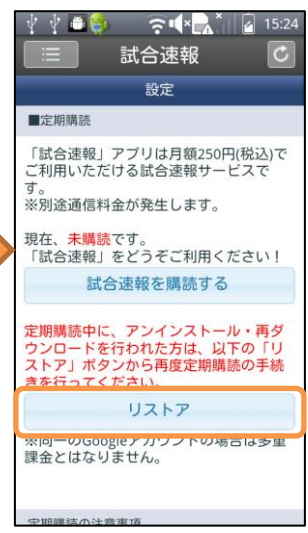 15:24
試合速報
設定
■定期購読
「試合速報」アプリは月額250円(税込)で
ご利用いただける試合速報サービスで
す。
※別途通信料金が発生します。
現在、未購読です。
「試合速報」をどうぞご利用ください！
試合速報を購読する
定期購読中に、アンインストール・再ダ
ウンロードを行われた方は、以下の「リ
ストア」ボタンから再度定期購読の手続
きを行ってください。
リストア
※同一のGoogleアカウントの場合は多重
課金とはなりません。
定期購読の注意事項